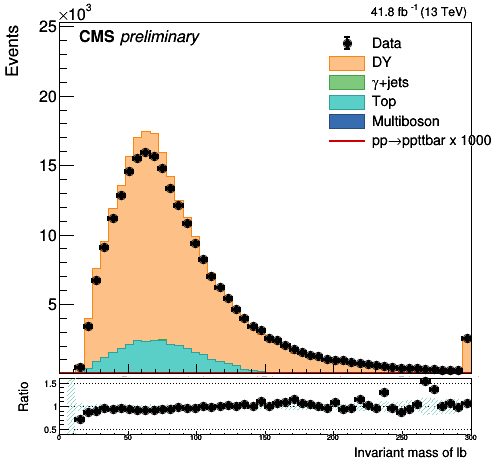 ×10³
41.8 fb⁻¹ (13 TeV)
CMS preliminary
Events
25
20
15
10
5
Data
DY
γ+jets
Top
Multiboson
pp→ppttbar x 1000
Ratio
1.5
1
0.5
0 50 100 150 200 250 300
Invariant mass of lb